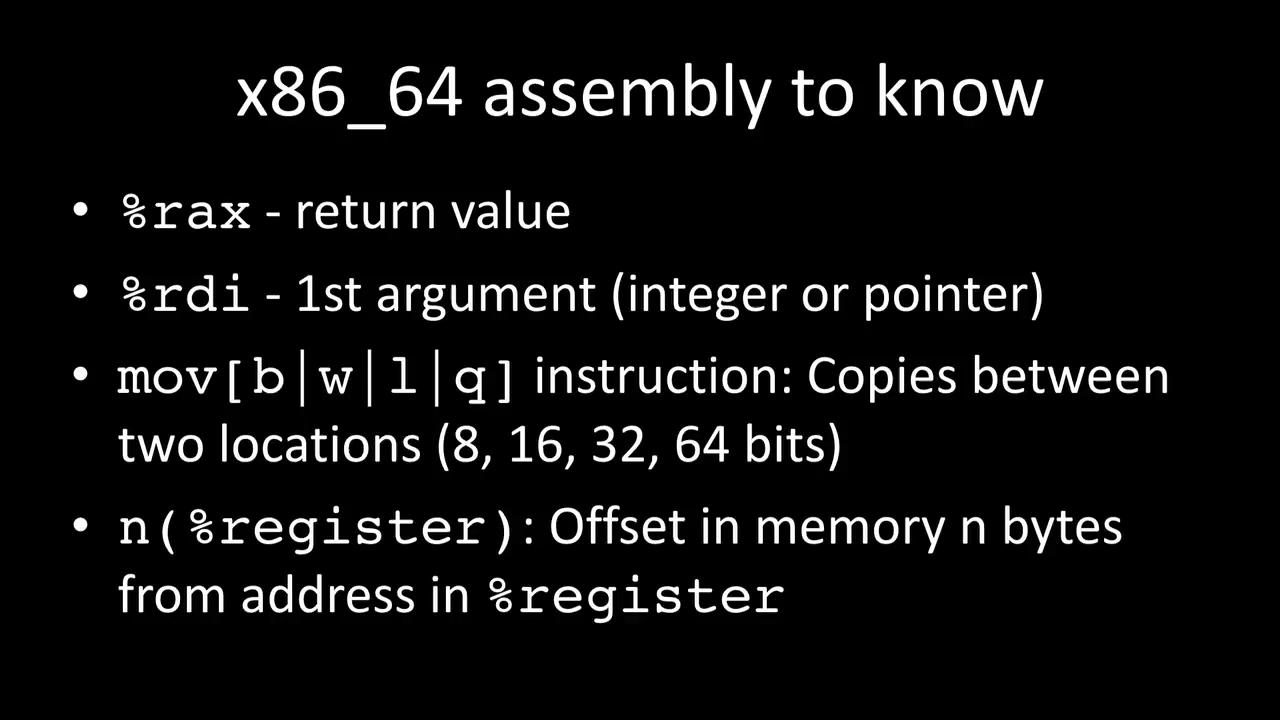 x86_64 assembly to know
• %rax - return value
• %rdi - 1st argument (integer or pointer)
• mov[b|w|l|q] instruction: Copies between
two locations (8, 16, 32, 64 bits)
• n(%register): Offset in memory n bytes
from address in %register